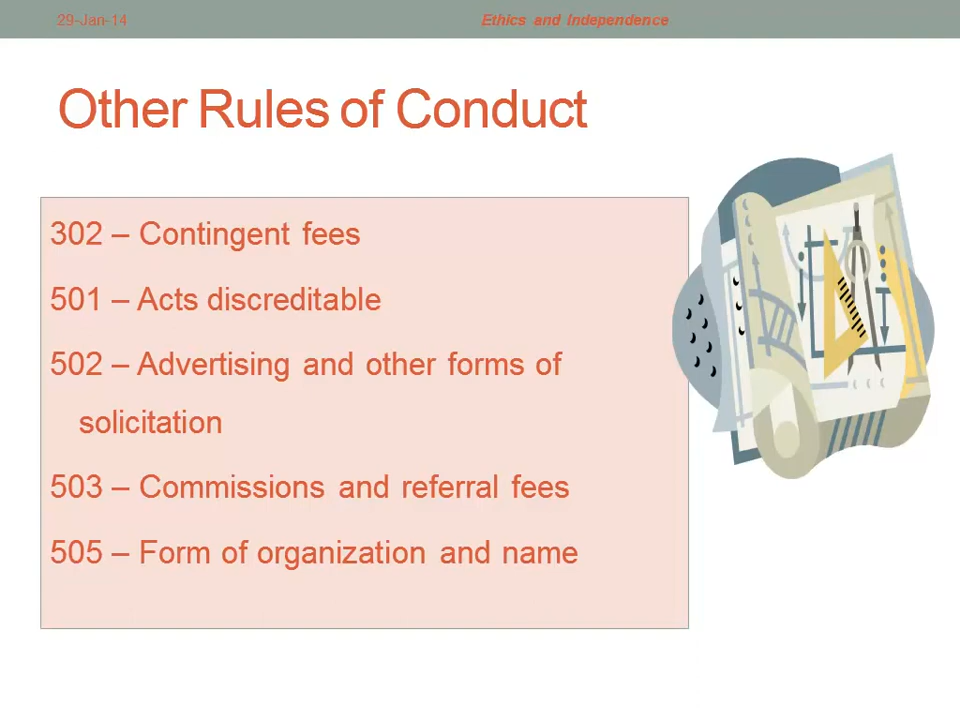 29-Jan-14
Ethics and Independence
Other Rules of Conduct
302 – Contingent fees
501 – Acts discreditable
502 – Advertising and other forms of
solicitation
503 – Commissions and referral fees
505 – Form of organization and name